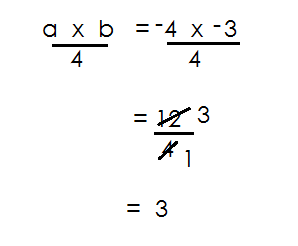 a x b = -4 x -3
4 4
= 12 3
4 1
= 3